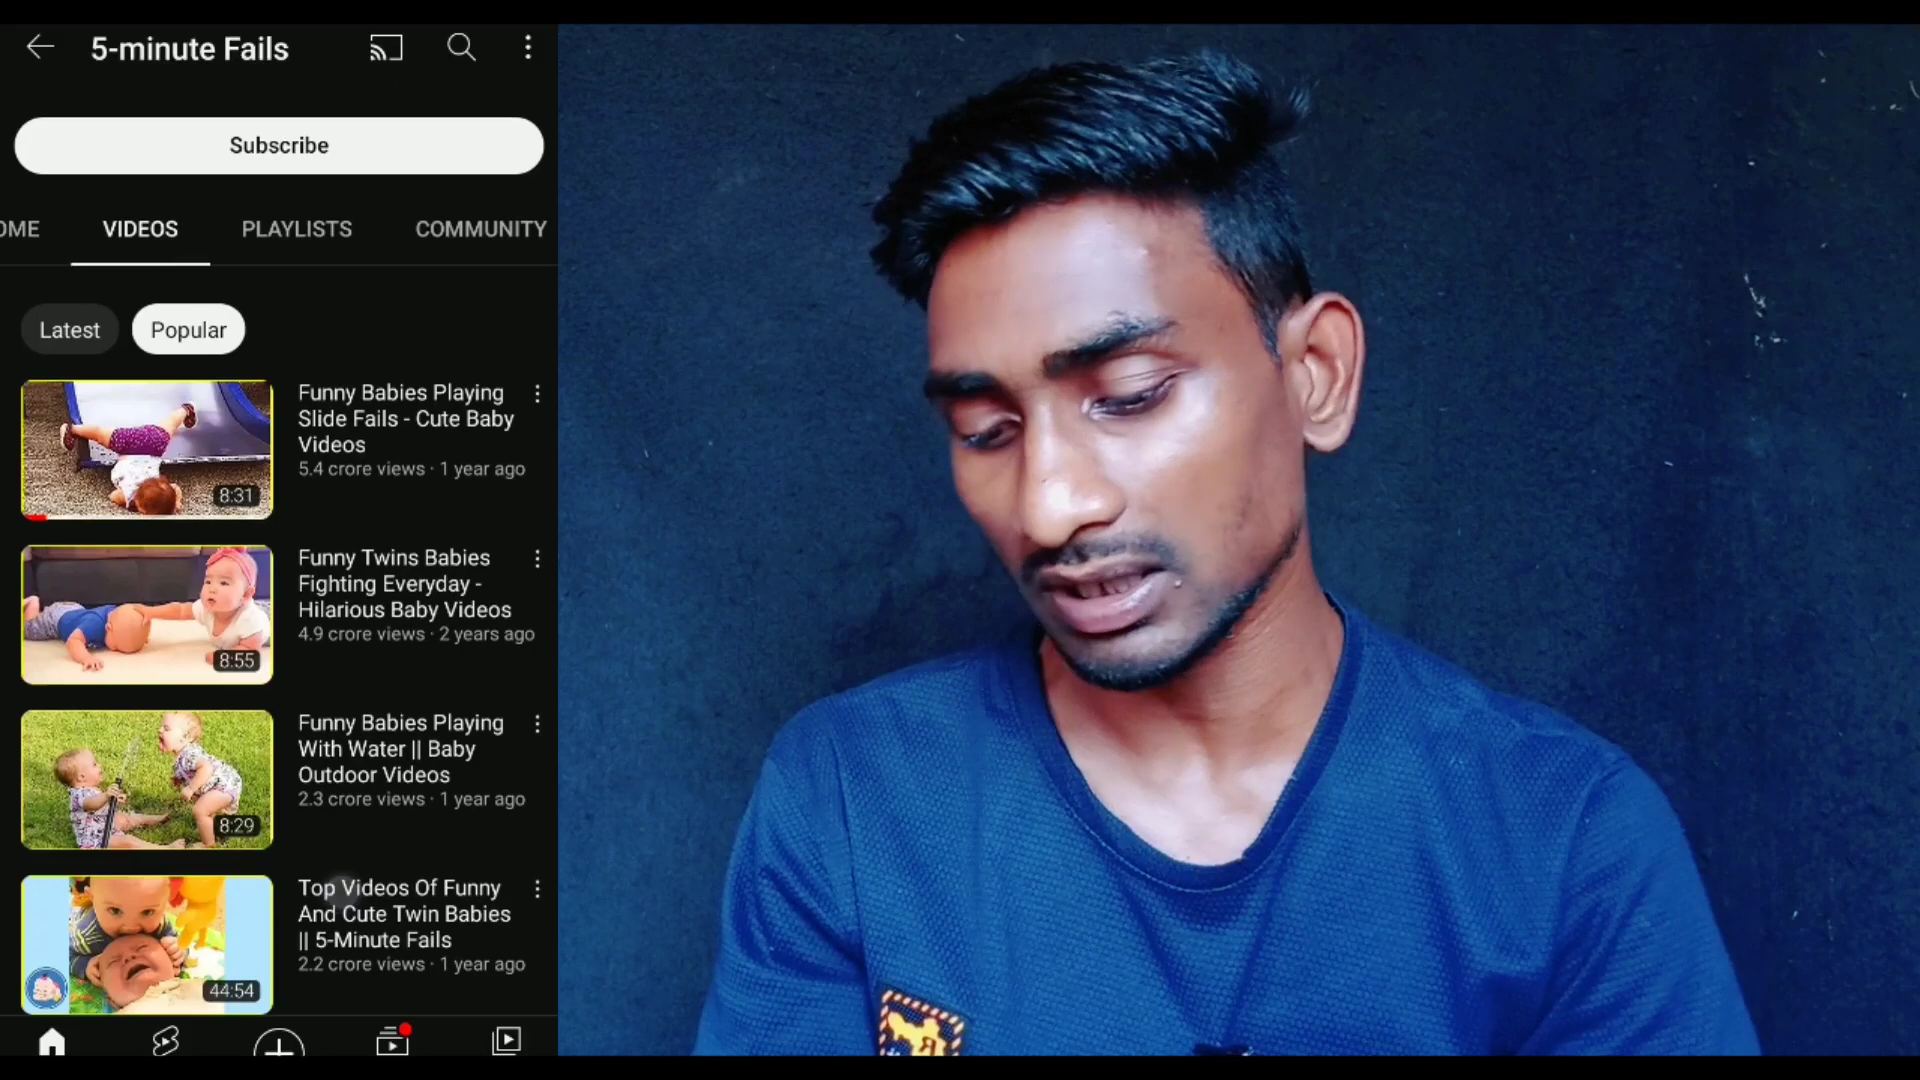 5-minute Fails
Subscribe
OME VIDEOS PLAYLISTS COMMUNITY
Latest Popular
Funny Babies Playing
Slide Fails - Cute Baby
Videos
5.4 crore views · 1 year ago
8:31
Funny Twins Babies
Fighting Everyday -
Hilarious Baby Videos
4.9 crore views · 2 years ago
8:55
Funny Babies Playing
With Water || Baby
Outdoor Videos
2.3 crore views · 1 year ago
8:29
Top Videos Of Funny
And Cute Twin Babies
|| 5-Minute Fails
2.2 crore views · 1 year ago
44:54